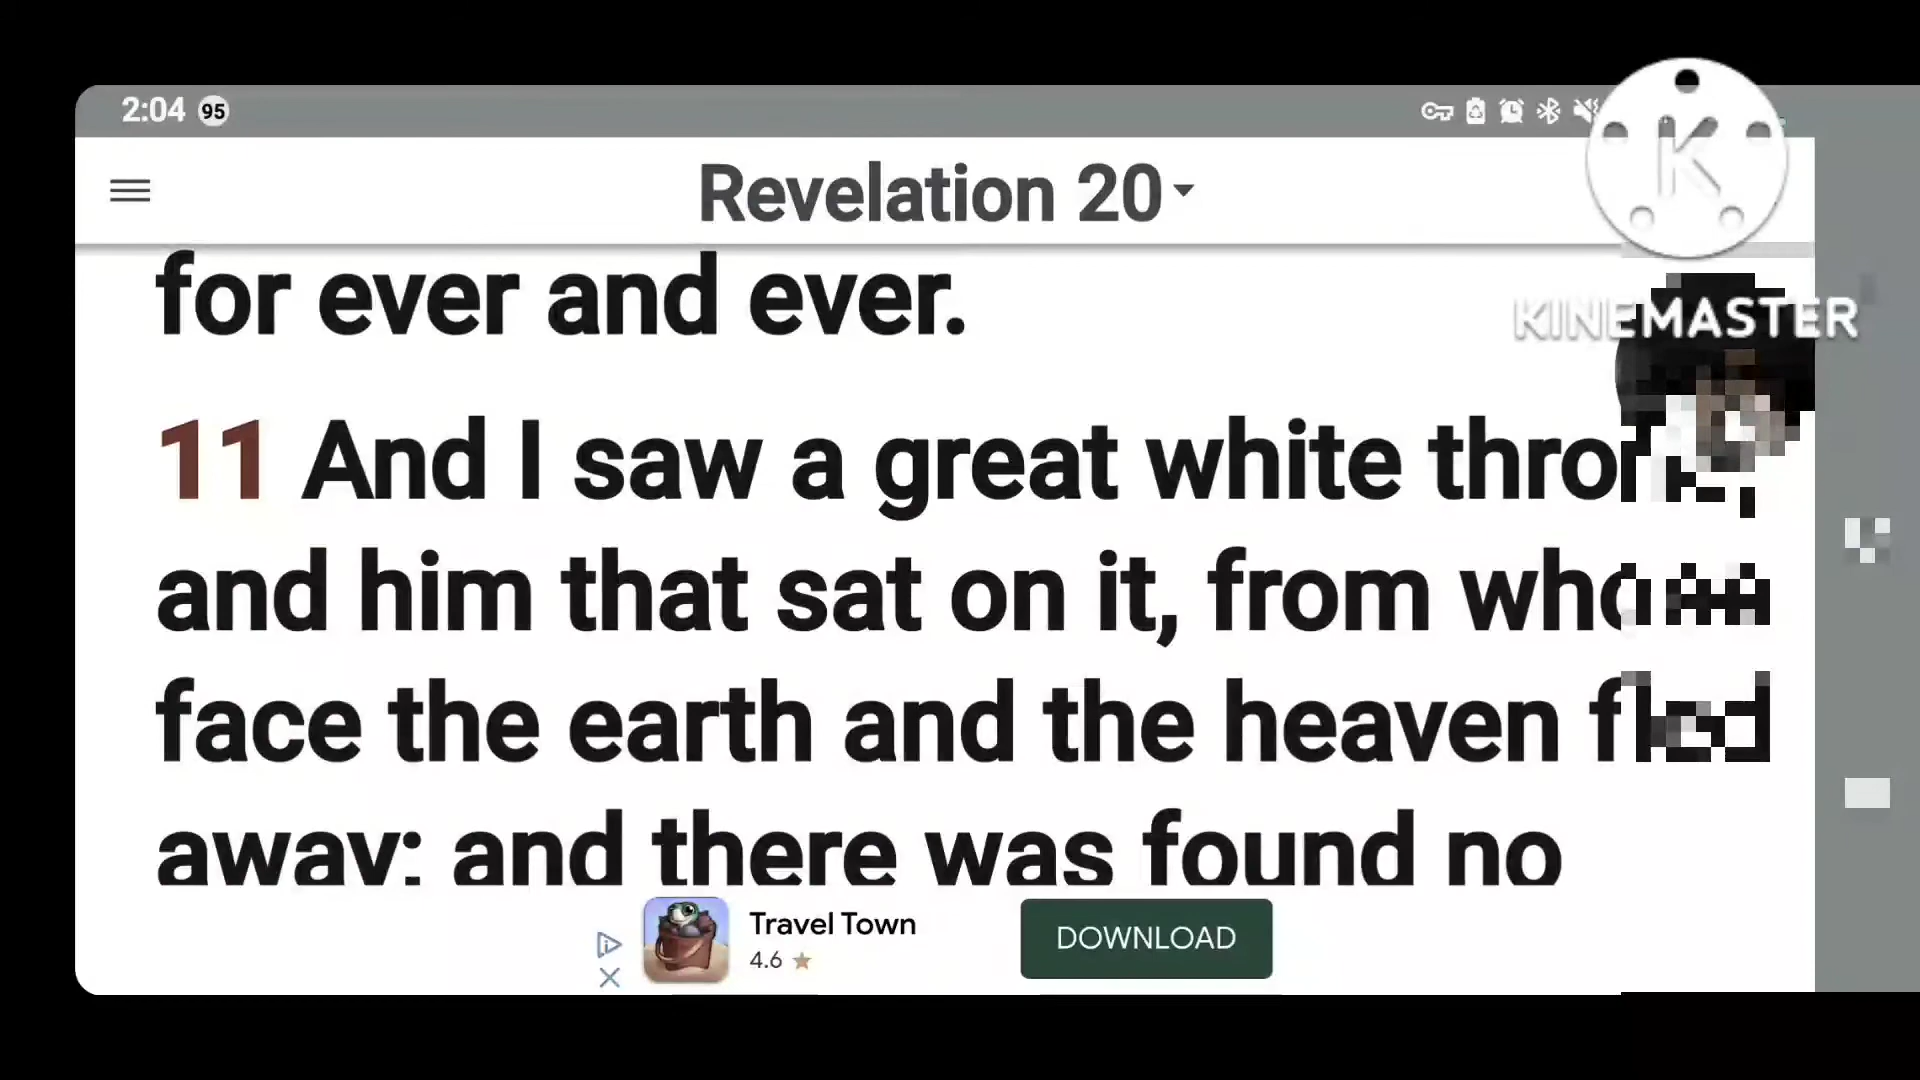 2:04 95
Revelation 20
KINEMASTER
for ever and ever.
11 And I saw a great white
and him that sat on it, from
face the earth and the heaven fled
away: and there was found no
Travel Town
4.6
DOWNLOAD